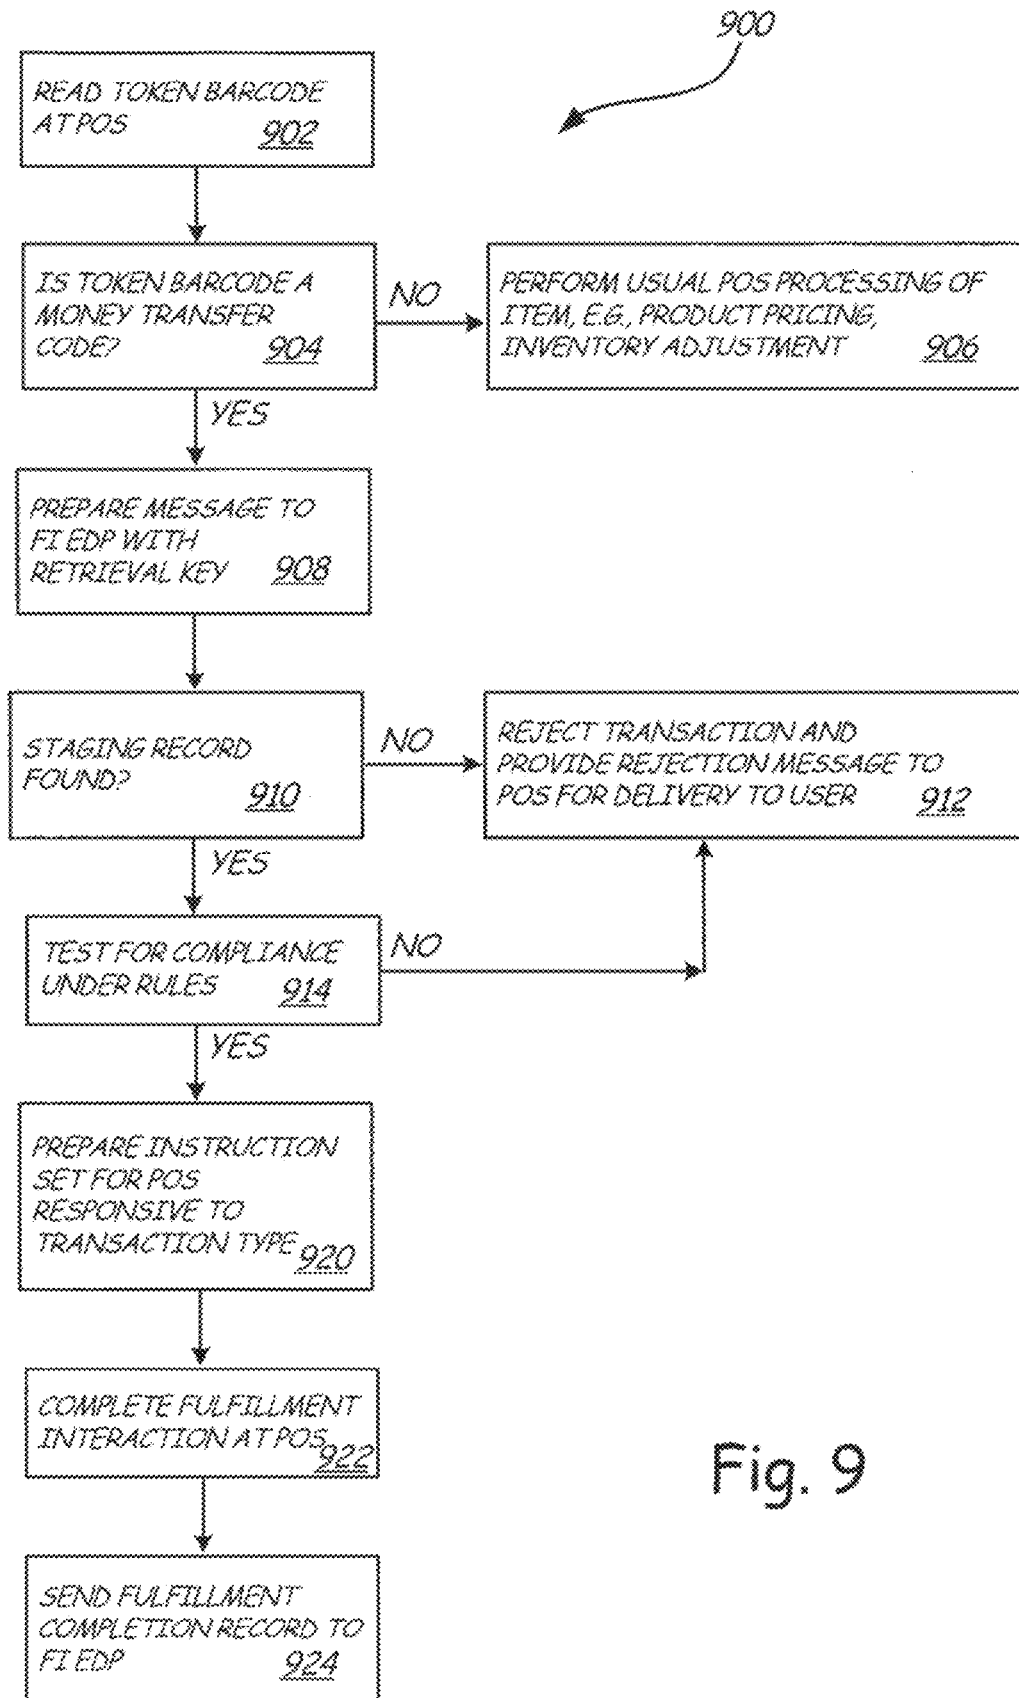 900
READ TOKEN BARCODE
AT POS
902
IS TOKEN BARCODE A
MONEY TRANSFER
CODE?
904
NO
PERFORM USUAL POS PROCESSING OF
ITEM, E.G., PRODUCT PRICING,
INVENTORY ADJUSTMENT
906
YES
PREPARE MESSAGE TO
FI EDP WITH
RETRIEVAL KEY
908
STAGING RECORD
FOUND?
910
NO
REJECT TRANSACTION AND
PROVIDE REJECTION MESSAGE TO
POS FOR DELIVERY TO USER
912
YES
TEST FOR COMPLIANCE
UNDER RULES
914
NO
YES
PREPARE INSTRUCTION
SET FOR POS
RESPONSIVE TO
TRANSACTION TYPE
920
COMPLETE FULFILLMENT
INTERACTION AT POS
922
Fig. 9
SEND FULFILLMENT
COMPLETION RECORD TO
FI EDP
924